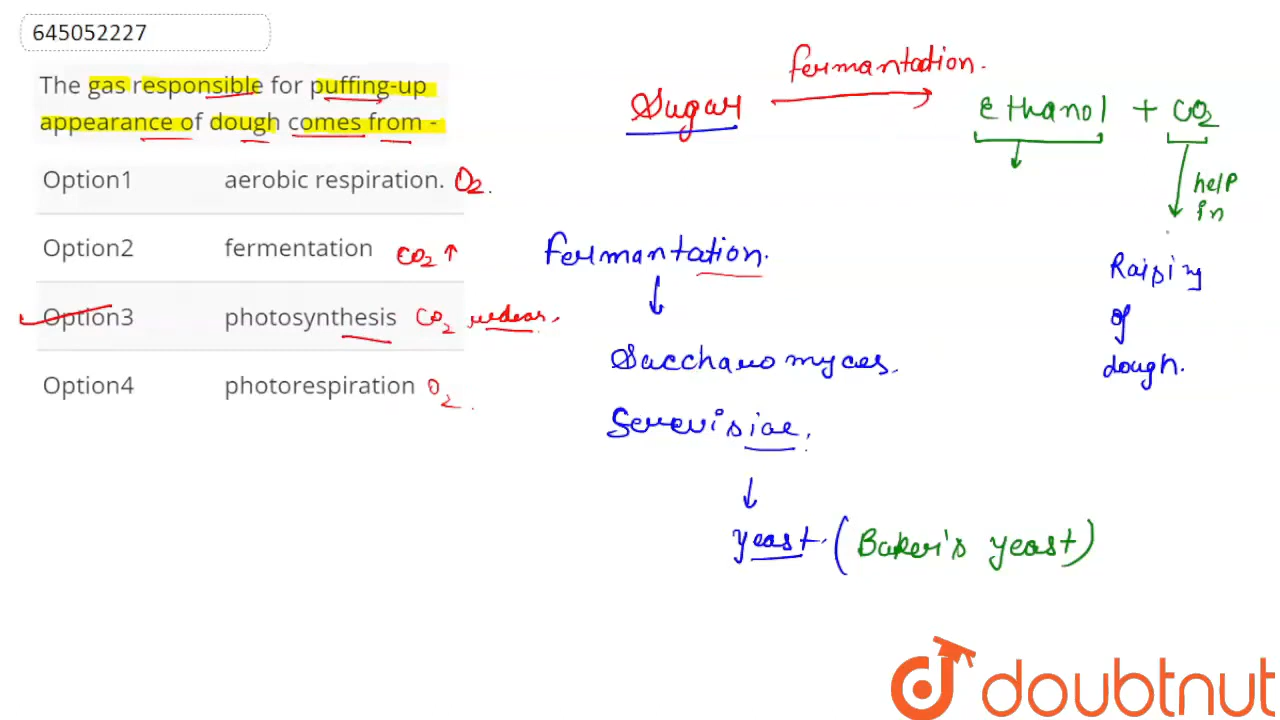 645052227
The gas responsible for puffing-up
appearance of dough comes from -
Option1 aerobic respiration. O2.
Option2 fermentation CO2 ↑
Option3 photosynthesis CO2
Option4 photorespiration O2.
Sugar fermantation. → Ethanol + CO2
help
in
Raising
of
dough.
fermantation.
↓
Saccharomyces.
Serevisiae.
↓
yeast. (Baker's yeast)
doubtnut